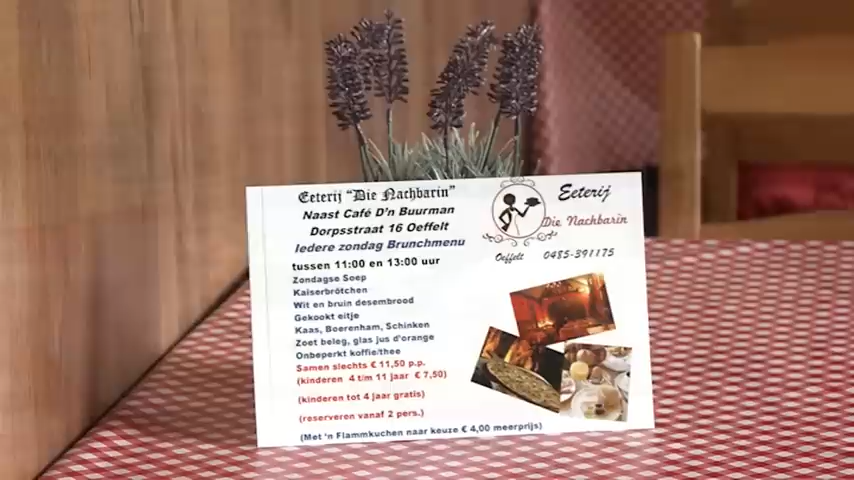 Eeterij "Die Nachbarin"
Naast Café D'n Buurman
Dorpsstraat 16 Oeffelt
Iedere zondag Brunchmenu
tussen 11:00 en 13:00 uur
Zondagse Soep
Kaiserbrötchen
Wit en bruin desembrood
Gekookt eitje
Kaas, Boerenham, Schinken
Zoet beleg, glas jus d'orange
Onbeperkt koffie/thee
Samen slechts € 11,50 p.p.
(kinderen 4 t/m 11 jaar € 7,50)
(kinderen tot 4 jaar gratis)
(reserveren vanaf 2 pers.)
(Met 'n Flammkuchen naar keuze € 4,00 meerprijs)
Eeterij
Die Nachbarin
Oeffelt 0485-391175